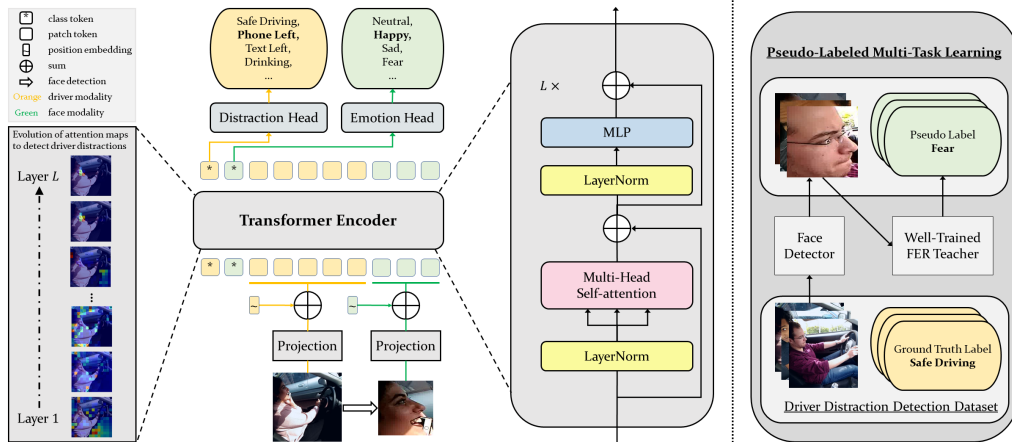 * class token
patch token
~ position embedding
sum
face detection
Orange driver modality
Green face modality
Evolution of attention maps
to detect driver distractions
Layer L
...
Layer 1
Safe Driving,
Phone Left,
Text Left,
Drinking,
...
Neutral,
Happy,
Sad,
Fear
...
Distraction Head
Emotion Head
* *
Transformer Encoder
* *
~ ~
Projection
Projection
L ×
MLP
LayerNorm
Multi-Head
Self-attention
LayerNorm
Pseudo-Labeled Multi-Task Learning
Pseudo Label
Fear
Face
Detector
Well-Trained
FER Teacher
Ground Truth Label
Safe Driving
Driver Distraction Detection Dataset